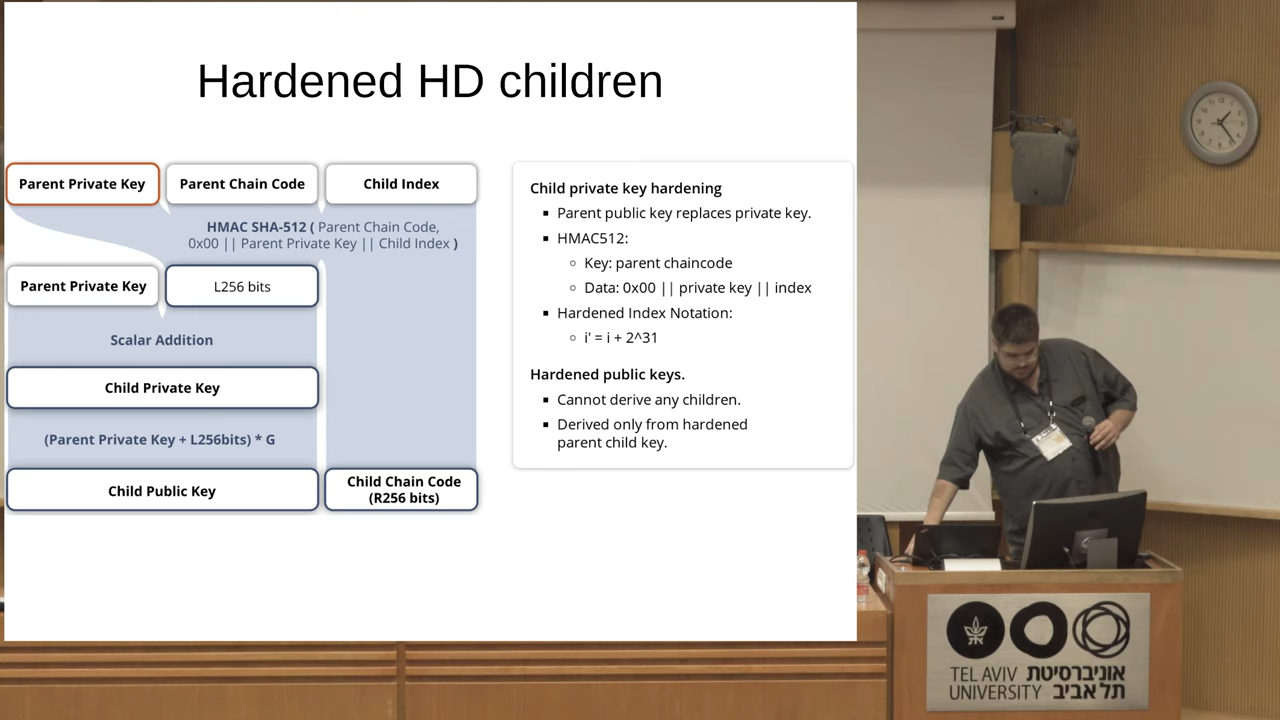 Hardened HD children
Parent Private Key
Parent Chain Code
Child Index
HMAC SHA-512 ( Parent Chain Code,
0x00 || Parent Private Key || Child Index )
Parent Private Key
L256 bits
Scalar Addition
Child Private Key
(Parent Private Key + L256bits) * G
Child Public Key
Child Chain Code
(R256 bits)
Child private key hardening
▪ Parent public key replaces private key.
▪ HMAC512:
◦ Key: parent chaincode
◦ Data: 0x00 || private key || index
▪ Hardened Index Notation:
◦ i' = i + 2^31
Hardened public keys.
▪ Cannot derive any children.
▪ Derived only from hardened
parent child key.
TEL AVIV אוניברסיטת
UNIVERSITY תל אביב